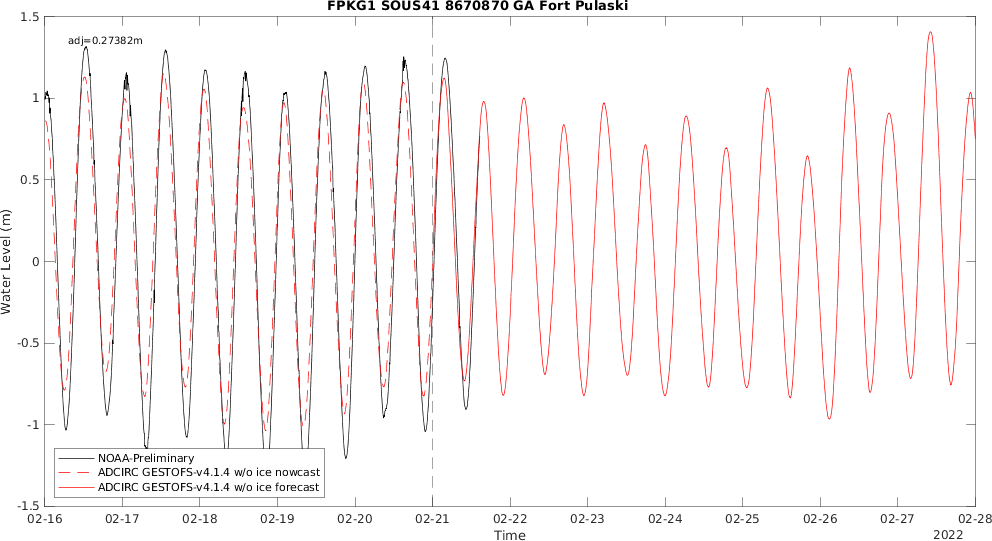 FPKG1 SOUS41 8670870 GA Fort Pulaski
adj=0.27382m
1.5
1
0.5
0
-0.5
-1
-1.5
Water Level (m)
NOAA-Preliminary
ADCIRC GESTOFS-v4.1.4 w/o ice nowcast
ADCIRC GESTOFS-v4.1.4 w/o ice forecast
02-16 02-17 02-18 02-19 02-20 02-21 02-22 02-23 02-24 02-25 02-26 02-27 02-28
Time
2022